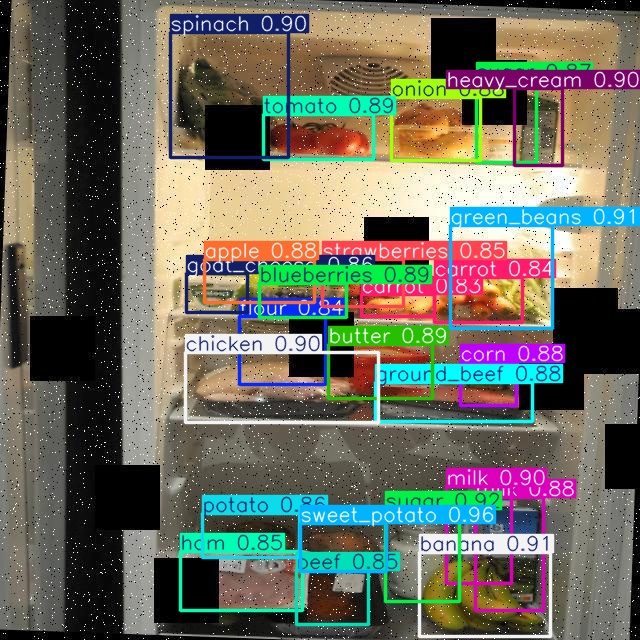 spinach 0.90
heavy_cream 0.90
onion 0.88
tomato 0.89
green_beans 0.91
apple 0.88
strawberries 0.85
carrot 0.84
blueberries 0.89
carrot 0.83
flour 0.84
butter 0.89
chicken 0.90
corn 0.88
ground_beef 0.88
milk 0.90
milk 0.88
sugar 0.92
potato 0.86
sweet_potato 0.96
ham 0.85
banana 0.91
beef 0.85